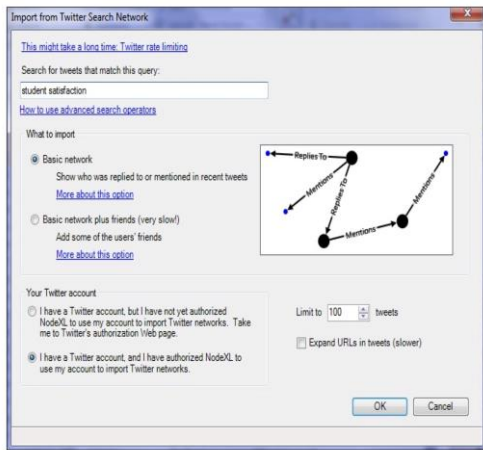 Import from Twitter Search Network
This might take a long time: Twitter rate limiting
Search for tweets that match this query:
student satisfaction
How to use advanced search operators
What to import
Basic network
Show who was replied to or mentioned in recent tweets
More about this option
Basic network plus friends (very slow!)
Add some of the users' friends
More about this option
Replies To
Mentions
Replies To
Mentions
Mentions
Your Twitter account
I have a Twitter account, but I have not yet authorized
NodeXL to use my account to import Twitter networks. Take
me to Twitter's authorization Web page.
I have a Twitter account, and I have authorized NodeXL to
use my account to import Twitter networks.
Limit to 100 tweets
Expand URLs in tweets (slower)
OK Cancel